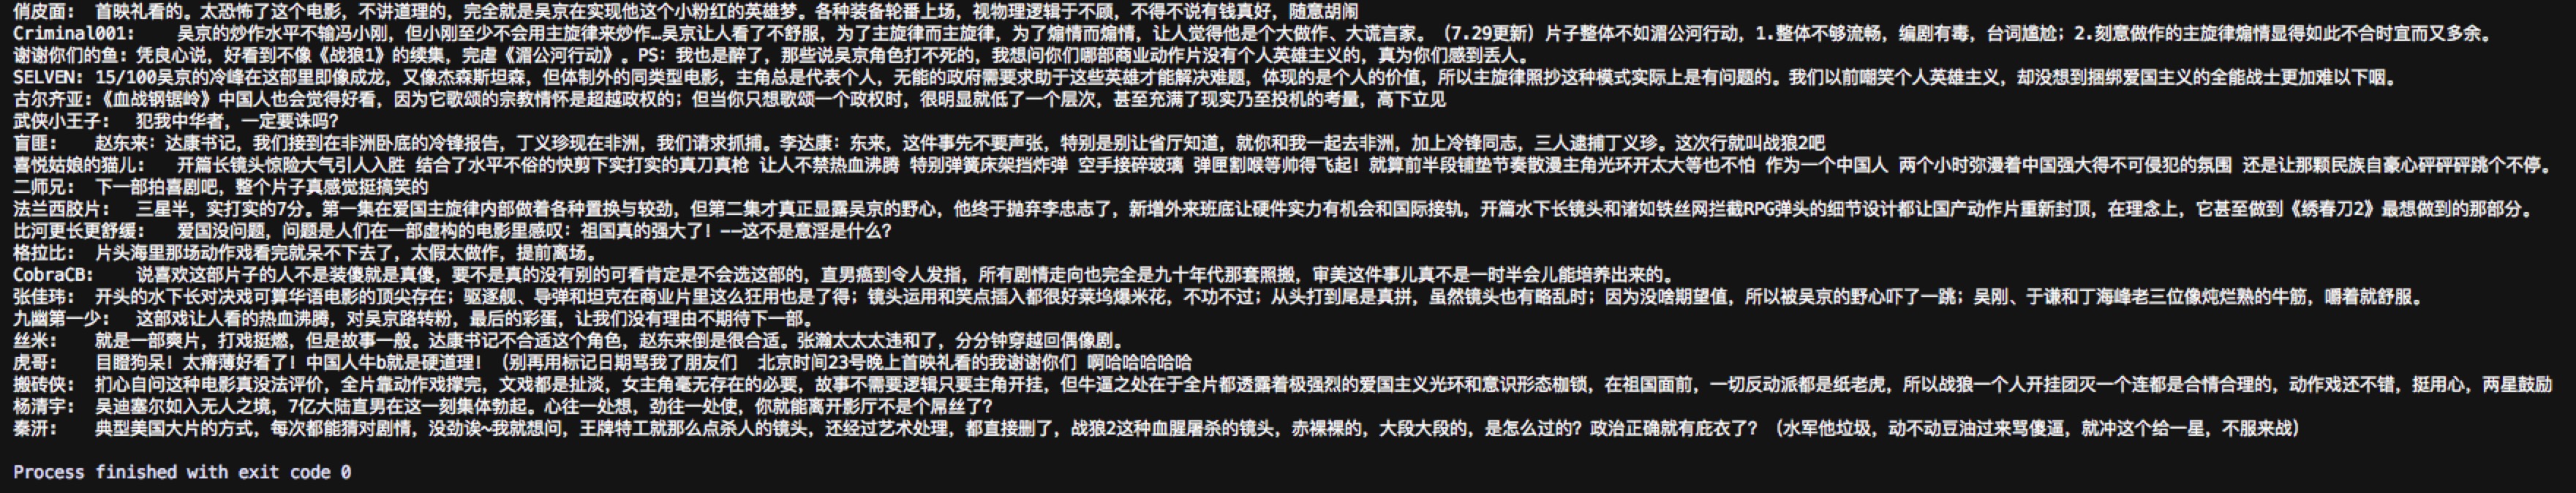 俏皮面:  首映礼看的。太恐怖了这个电影，不讲道理的，完全就是吴京在实现他这个小粉红的英雄梦。各种装备轮番上场，视物理逻辑于不顾，不得不说有钱真好，随意胡闹
Criminal001:    吴京的炒作水平不输冯小刚，但小刚至少不会用主旋律来炒作…吴京让人看了不舒服，为了主旋律而主旋律，为了煽情而煽情，让人觉得他是个大做作、大谎言家。（7.29更新）片子整体不如湄公河行动，1.整体不够流畅，编剧有毒，台词尴尬；2.刻意做作的主旋律煽情显得如此不合时宜而又多余。
谢谢你们的鱼: 凭良心说，好看到不像《战狼1》的续集，完虐《湄公河行动》。PS：我也是醉了，那些说吴京角色打不死的，我想问你们哪部商业动作片没有个人英雄主义的，真为你们感到丢人。
SELVEN: 15/100吴京的冷峰在这部里即像成龙，又像杰森斯坦森，但体制外的同类型电影，主角总是代表个人，无能的政府需要求助于这些英雄才能解决难题，体现的是个人的价值，所以主旋律照抄这种模式实际上是有问题的。我们以前嘲笑个人英雄主义，却没想到捆绑爱国主义的全能战士更加难以下咽。
古尔齐亚:《血战钢锯岭》中国人也会觉得好看，因为它歌颂的宗教情怀是超越政权的；但当你只想歌颂一个政权时，很明显就低了一个层次，甚至充满了现实乃至投机的考量，高下立见
武侠小王子:  犯我中华者，一定要诛吗？
盲匪:   赵东来：达康书记，我们接到在非洲卧底的冷锋报告，丁义珍现在非洲，我们请求抓捕。李达康：东来，这件事先不要声张，特别是别让省厅知道，就你和我一起去非洲，加上冷锋同志，三人逮捕丁义珍。这次行就叫战狼2吧
喜悦姑娘的猫儿:   开篇长镜头惊险大气引人入胜 结合了水平不俗的快剪下实打实的真刀真枪 让人不禁热血沸腾 特别弹簧床架挡炸弹 空手接碎玻璃 弹匣割喉等帅得飞起！就算前半段铺垫节奏散漫主角光环开太大等也不怕 作为一个中国人 两个小时弥漫着中国强大得不可侵犯的氛围 还是让那颗民族自豪心砰砰砰跳个不停。
二师兄:  下一部拍喜剧吧，整个片子真感觉挺搞笑的
法兰西胶片:  三星半，实打实的7分。第一集在爱国主旋律内部做着各种置换与较劲，但第二集才真正显露吴京的野心，他终于抛弃李忠志了，新增外来班底让硬件实力有机会和国际接轨，开篇水下长镜头和诸如铁丝网拦截RPG弹头的细节设计都让国产动作片重新封顶，在理念上，它甚至做到《绣春刀2》最想做到的那部分。
比河更长更舒缓:   爱国没问题，问题是人们在一部虚构的电影里感叹：祖国真的强大了！——这不是意淫是什么？
格拉比:  片头海里那场动作戏看完就呆不下去了，太假太做作，提前离场。
CobraCB:    说喜欢这部片子的人不是装傻就是真傻，要不是真的没有别的可看肯定是不会选这部的，直男癌到令人发指，所有剧情走向也完全是九十年代那套照搬，审美这件事儿真不是一时半会儿能培养出来的。
张佳玮:  开头的水下长对决戏可算华语电影的顶尖存在；驱逐舰、导弹和坦克在商业片里这么狂用也是了得；镜头运用和笑点插入都很好莱坞爆米花，不功不过；从头打到尾是真拼，虽然镜头也有略乱时；因为没啥期望值，所以被吴京的野心吓了一跳；吴刚、于谦和丁海峰老三位像炖烂熟的牛筋，嚼着就舒服。
九幽第一少:  这部戏让人看的热血沸腾，对吴京路转粉，最后的彩蛋，让我们没有理由不期待下一部。
丝米:   就是一部爽片，打戏挺燃，但是故事一般。达康书记不合适这个角色，赵东来倒是很合适。张瀚太太太违和了，分分钟穿越回偶像剧。
虎哥:   目瞪狗呆！太瘠薄好看了！中国人牛b就是硬道理！（别再用标记日期骂我了朋友们  北京时间23号晚上首映礼看的我谢谢你们 啊哈哈哈哈哈
搬砖侠:  扪心自问这种电影真没法评价，全片靠动作戏撑完，文戏都是扯淡，女主角毫无存在的必要，故事不需要逻辑只要主角开挂，但牛逼之处在于全片都透露着极强烈的爱国主义光环和意识形态枷锁，在祖国面前，一切反动派都是纸老虎，所以战狼一个人开挂团灭一个连都是合情合理的，动作戏还不错，挺用心，两星鼓励
杨清宇:  吴迪塞尔如入无人之境，7亿大陆直男在这一刻集体勃起。心往一处想，劲往一处使，你就能离开影厅不是个屌丝了？
秦汧:   典型美国大片的方式，每次都能猜对剧情，没劲诶~我就想问，王牌特工就那么点杀人的镜头，还经过艺术处理，都直接删了，战狼2这种血腥屠杀的镜头，赤裸裸的，大段大段的，是怎么过的？政治正确就有庇衣了？（水军他垃圾，动不动豆油过来骂傻逼，就冲这个给一星，不服来战）
Process finished with exit code 0